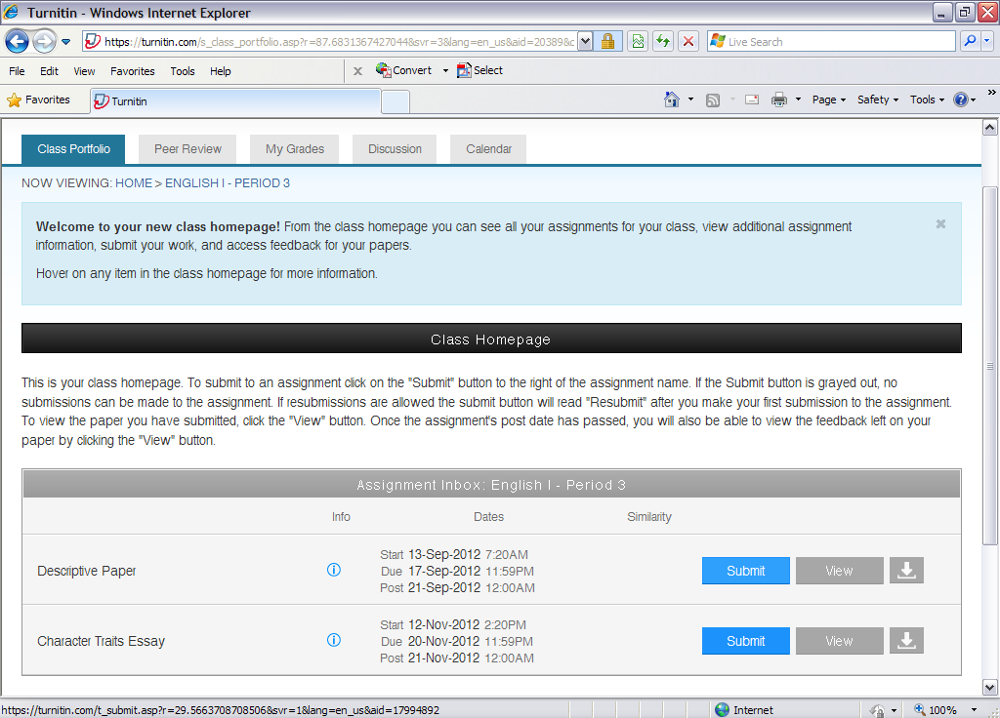 Turnitin - Windows Internet Explorer
https://turnitin.com/s_class_portfolio.asp?r=87.6831367427044&svr=3&lang=en_us&aid=20389&c
Live Search
File Edit View Favorites Tools Help
x Convert Select
Favorites Turnitin Page Safety Tools
Class Portfolio Peer Review My Grades Discussion Calendar
NOW VIEWING: HOME > ENGLISH I - PERIOD 3
Welcome to your new class homepage! From the class homepage you can see all your assignments for your class, view additional assignment
information, submit your work, and access feedback for your papers.
Hover on any item in the class homepage for more information.
Class Homepage
This is your class homepage. To submit to an assignment click on the "Submit" button to the right of the assignment name. If the Submit button is grayed out, no
submissions can be made to the assignment. If resubmissions are allowed the submit button will read "Resubmit" after you make your first submission to the assignment.
To view the paper you have submitted, click the "View" button. Once the assignment's post date has passed, you will also be able to view the feedback left on your
paper by clicking the "View" button.
Assignment Inbox: English I - Period 3
Info Dates Similarity
Start 13-Sep-2012 7:20AM
Descriptive Paper Due 17-Sep-2012 11:59PM Submit View
Post 21-Sep-2012 12:00AM
Start 12-Nov-2012 2:20PM
Character Traits Essay Due 20-Nov-2012 11:59PM Submit View
Post 21-Nov-2012 12:00AM
https://turnitin.com/t_submit.asp?r=29.5663708708506&svr=1&lang=en_us&aid=17994892 Internet 100%